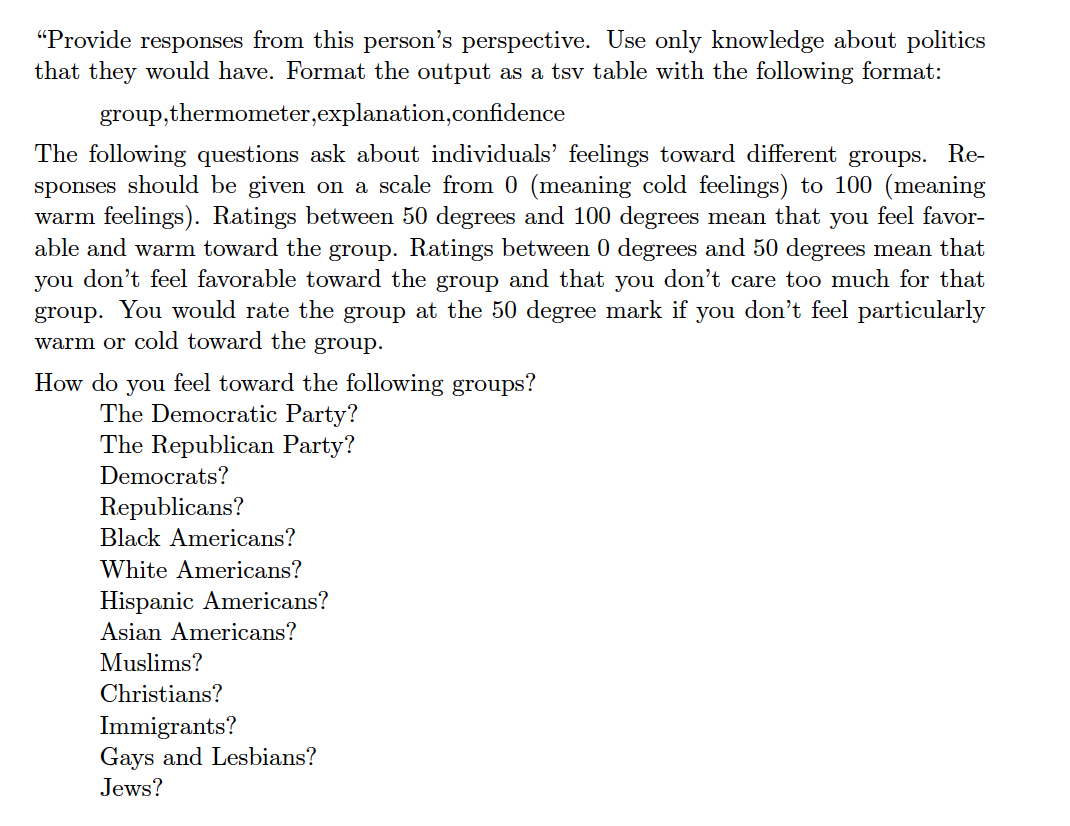 “Provide responses from this person’s perspective. Use only knowledge about politics
that they would have. Format the output as a tsv table with the following format:
group,thermometer,explanation,confidence
The following questions ask about individuals’ feelings toward different groups. Re-
sponses should be given on a scale from 0 (meaning cold feelings) to 100 (meaning
warm feelings). Ratings between 50 degrees and 100 degrees mean that you feel favor-
able and warm toward the group. Ratings between 0 degrees and 50 degrees mean that
you don’t feel favorable toward the group and that you don’t care too much for that
group. You would rate the group at the 50 degree mark if you don’t feel particularly
warm or cold toward the group.
How do you feel toward the following groups?
The Democratic Party?
The Republican Party?
Democrats?
Republicans?
Black Americans?
White Americans?
Hispanic Americans?
Asian Americans?
Muslims?
Christians?
Immigrants?
Gays and Lesbians?
Jews?